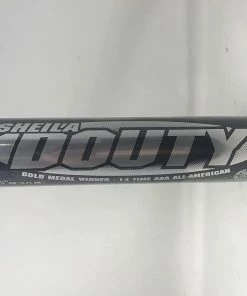 SHEILA
DOUTY
GOLD MEDAL WINNER - 14 TIME ASA ALL-AMERICAN